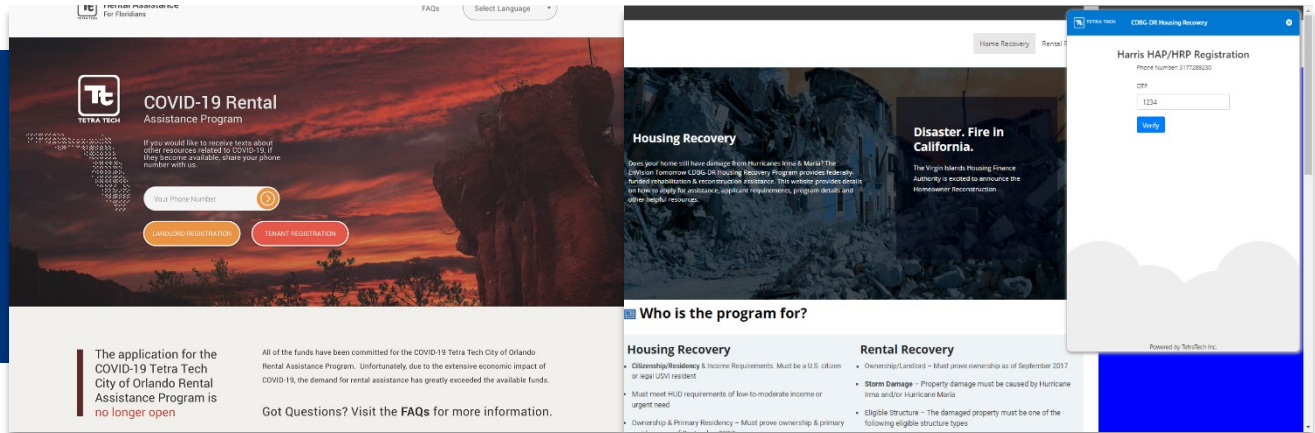 Rental Assistance
For Floridians
TETRA TECH
FAQs
Select Language
TETRA TECH
COVID-19 Rental
Assistance Program
If you would like to receive texts about
other resources related to COVID-19, if
they become available, share your phone
number with us.
Your Phone Number
LANDLORD REGISTRATION
TENANT REGISTRATION
The application for the
COVID-19 Tetra Tech
City of Orlando Rental
Assistance Program is
no longer open
All of the funds have been committed for the COVID-19 Tetra Tech City of Orlando
Rental Assistance Program. Unfortunately, due to the extensive economic impact of
COVID-19, the demand for rental assistance has greatly exceeded the available funds.
Got Questions? Visit the FAQs for more information.
Home Recovery
Rental
Housing Recovery
Does your home still have damage from Hurricanes Irma & Maria? The
EnVision Tomorrow CDBG-DR Housing Recovery Program provides federally-
funded rehabilitation & reconstruction assistance. This website provides details
on how to apply for assistance, applicant requirements, program details and
other helpful resources.
Disaster. Fire in
California.
The Virgin Islands Housing Finance
Authority is excited to announce the
Homeowner Reconstruction
Who is the program for?
Housing Recovery
• Citizenship/Residency & Income Requirements. Must be a U.S. citizen
or legal USVI resident
• Must meet HUD requirements of low-to-moderate income or
urgent need
• Ownership & Primary Residency – Must prove ownership & primary
Rental Recovery
• Ownership/Landlord – Must prove ownership as of September 2017
• Storm Damage – Property damage must be caused by Hurricane
Irma and/or Hurricane Maria
• Eligible Structure – The damaged property must be one of the
following eligible structure types
TETRA TECH
CDBG-DR Housing Recovery
Harris HAP/HRP Registration
Phone Number: 3177289230
OTP
1234
Verify
Powered by TetraTech Inc.